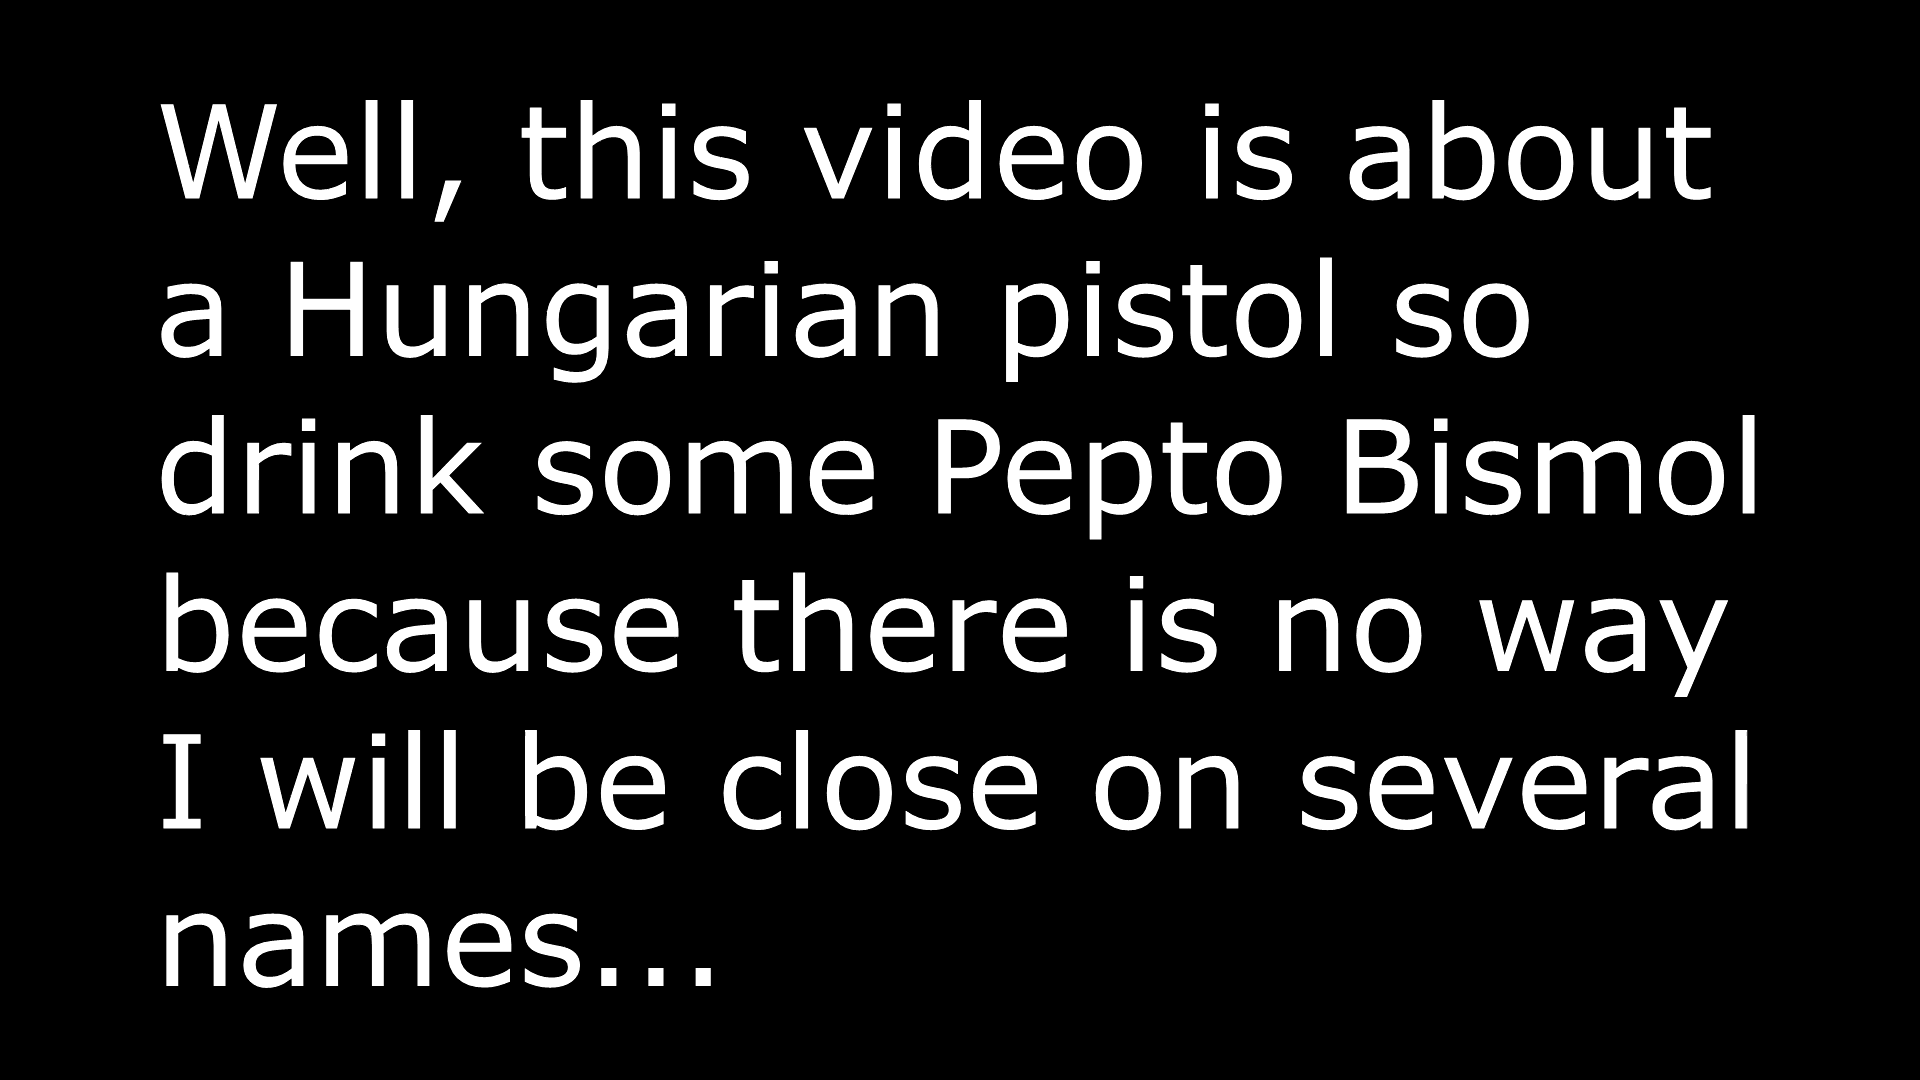 Well, this video is about
a Hungarian pistol so
drink some Pepto Bismol
because there is no way
I will be close on several
names...